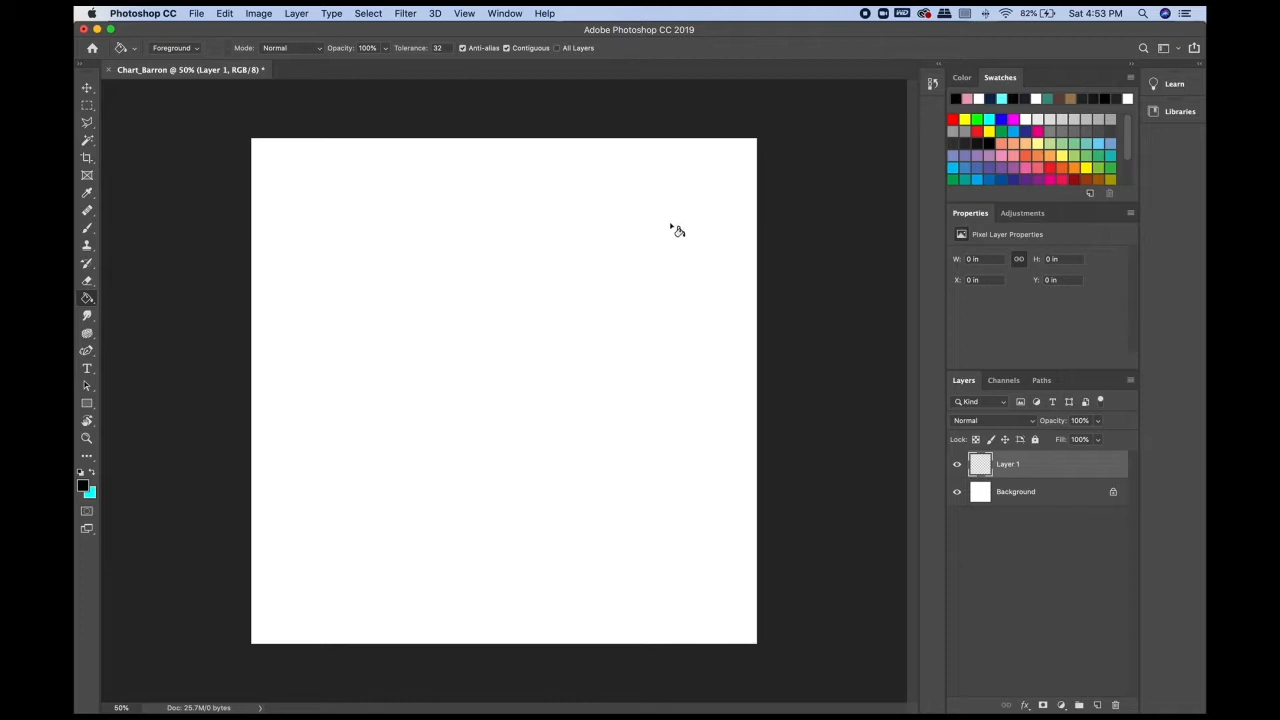 Photoshop CC File Edit Image Layer Type Select Filter 3D View Window Help 82% Sat 4:53 PM
Adobe Photoshop CC 2019
Foreground Mode: Normal Opacity: 100% Tolerance: 32 Anti-alias Contiguous All Layers
Chart_Barron @ 50% (Layer 1, RGB/8) *
Color Swatches
Learn
Libraries
Properties Adjustments
Pixel Layer Properties
W: 0 in H: 0 in
X: 0 in Y: 0 in
Layers Channels Paths
Kind
Normal Opacity: 100%
Lock: Fill: 100%
Layer 1
Background
50% Doc: 25.7M/0 bytes